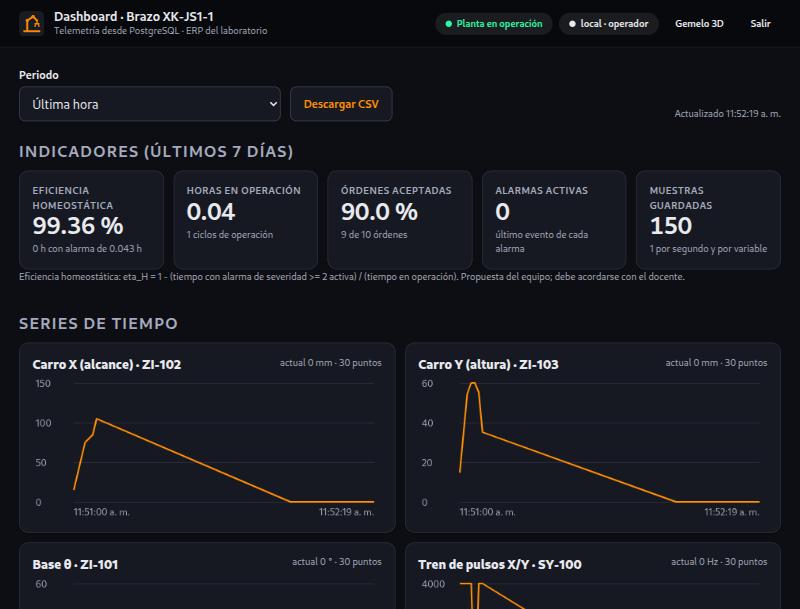 Dashboard · Brazo XK-JS1-1
Telemetría desde PostgreSQL · ERP del laboratorio
Planta en operación
local · operador
Gemelo 3D
Salir
Periodo
Última hora
Descargar CSV
Actualizado 11:52:19 a. m.
INDICADORES (ÚLTIMOS 7 DÍAS)
EFICIENCIA
HOMEOSTÁTICA
99.36 %
0 h con alarma de 0.043 h
HORAS EN OPERACIÓN
0.04
1 ciclos de operación
ÓRDENES ACEPTADAS
90.0 %
9 de 10 órdenes
ALARMAS ACTIVAS
0
último evento de cada
alarma
MUESTRAS
GUARDADAS
150
1 por segundo y por variable
Eficiencia homeostática: eta_H = 1 - (tiempo con alarma de severidad >= 2 activa) / (tiempo en operación). Propuesta del equipo; debe acordarse con el docente.
SERIES DE TIEMPO
Carro X (alcance) · ZI-102
actual 0 mm · 30 puntos
150
100
50
0
11:51:00 a. m.
11:52:19 a. m.
Carro Y (altura) · ZI-103
actual 0 mm · 30 puntos
60
40
20
0
11:51:00 a. m.
11:52:19 a. m.
Base θ · ZI-101
actual 0 ° · 30 puntos
60
Tren de pulsos X/Y · SY-100
actual 0 Hz · 30 puntos
4000